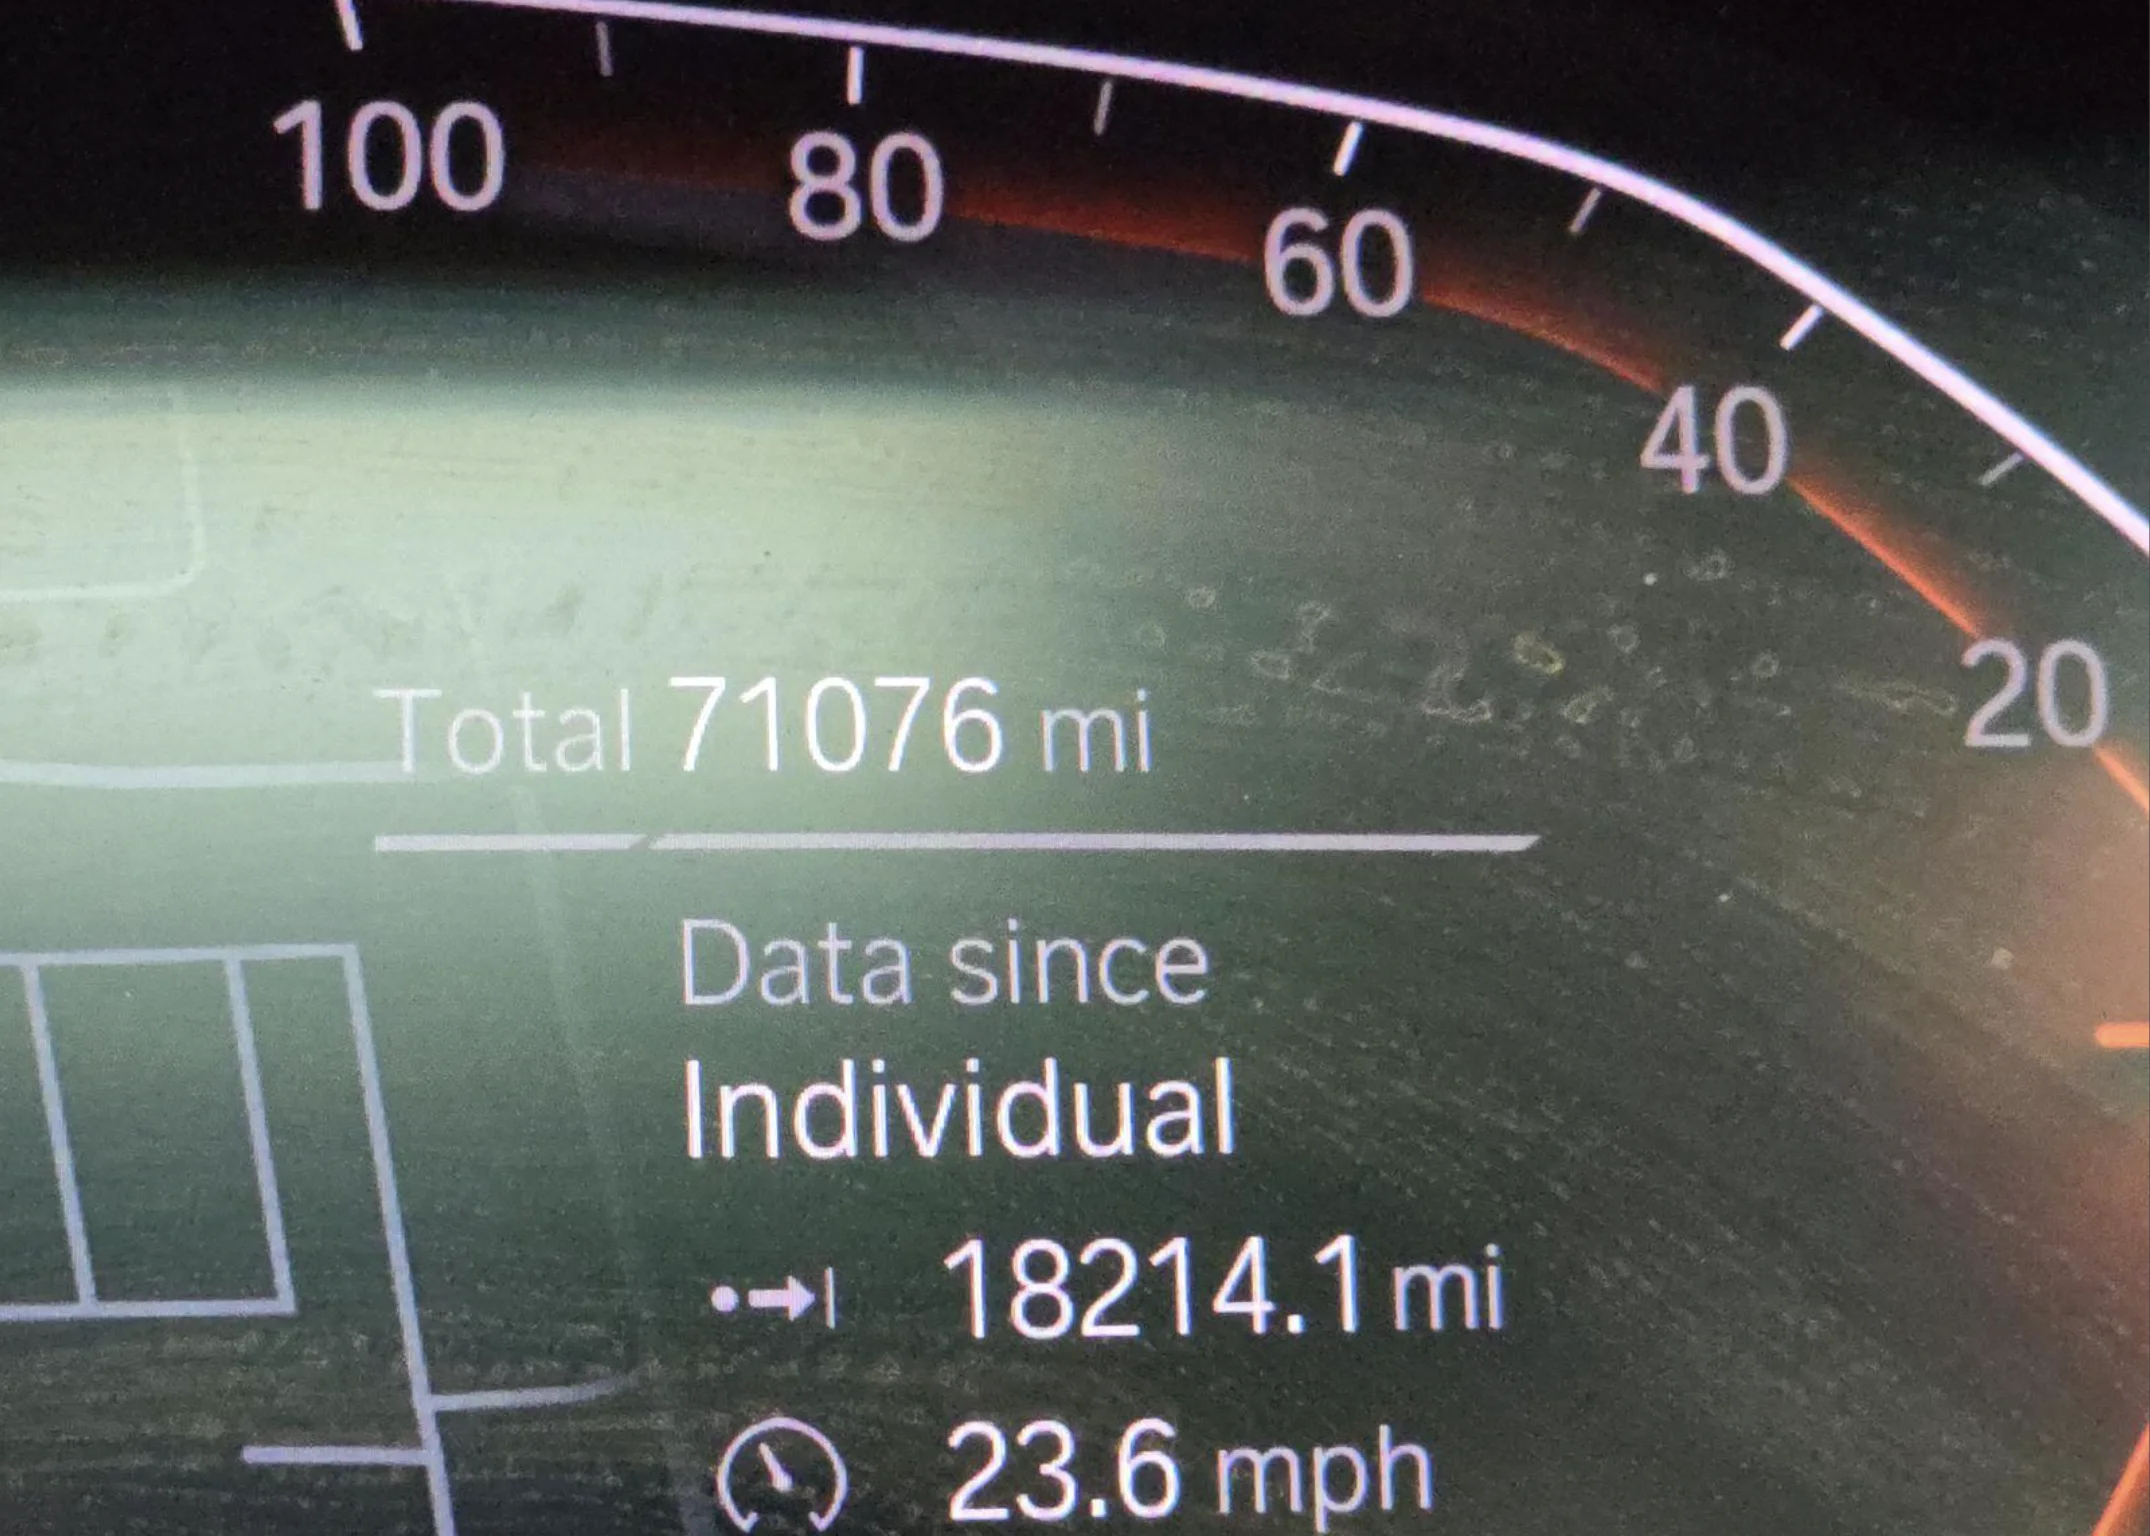 100
80
60
40
20
Total 71076 mi
Data since
Individual
18214.1 mi
23.6 mph